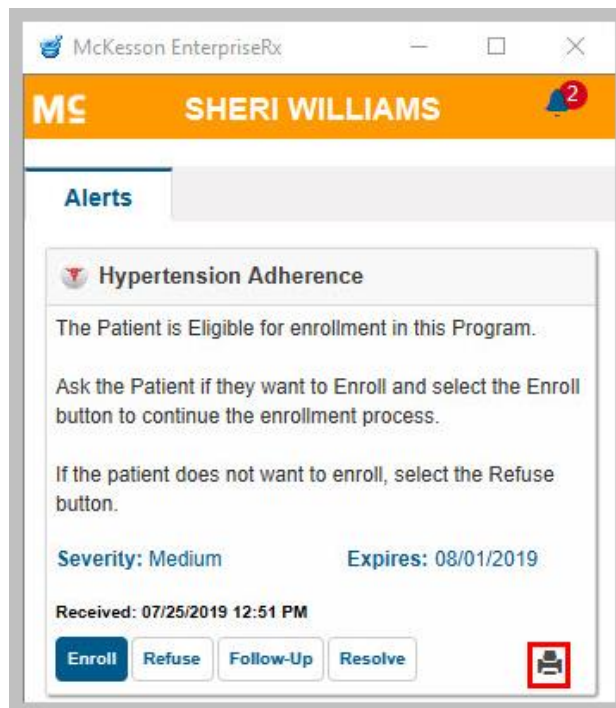 McKesson EnterpriseRx
MC SHERI WILLIAMS 2
Alerts
Hypertension Adherence
The Patient is Eligible for enrollment in this Program.
Ask the Patient if they want to Enroll and select the Enroll
button to continue the enrollment process.
If the patient does not want to enroll, select the Refuse
button.
Severity: Medium Expires: 08/01/2019
Received: 07/25/2019 12:51 PM
Enroll Refuse Follow-Up Resolve